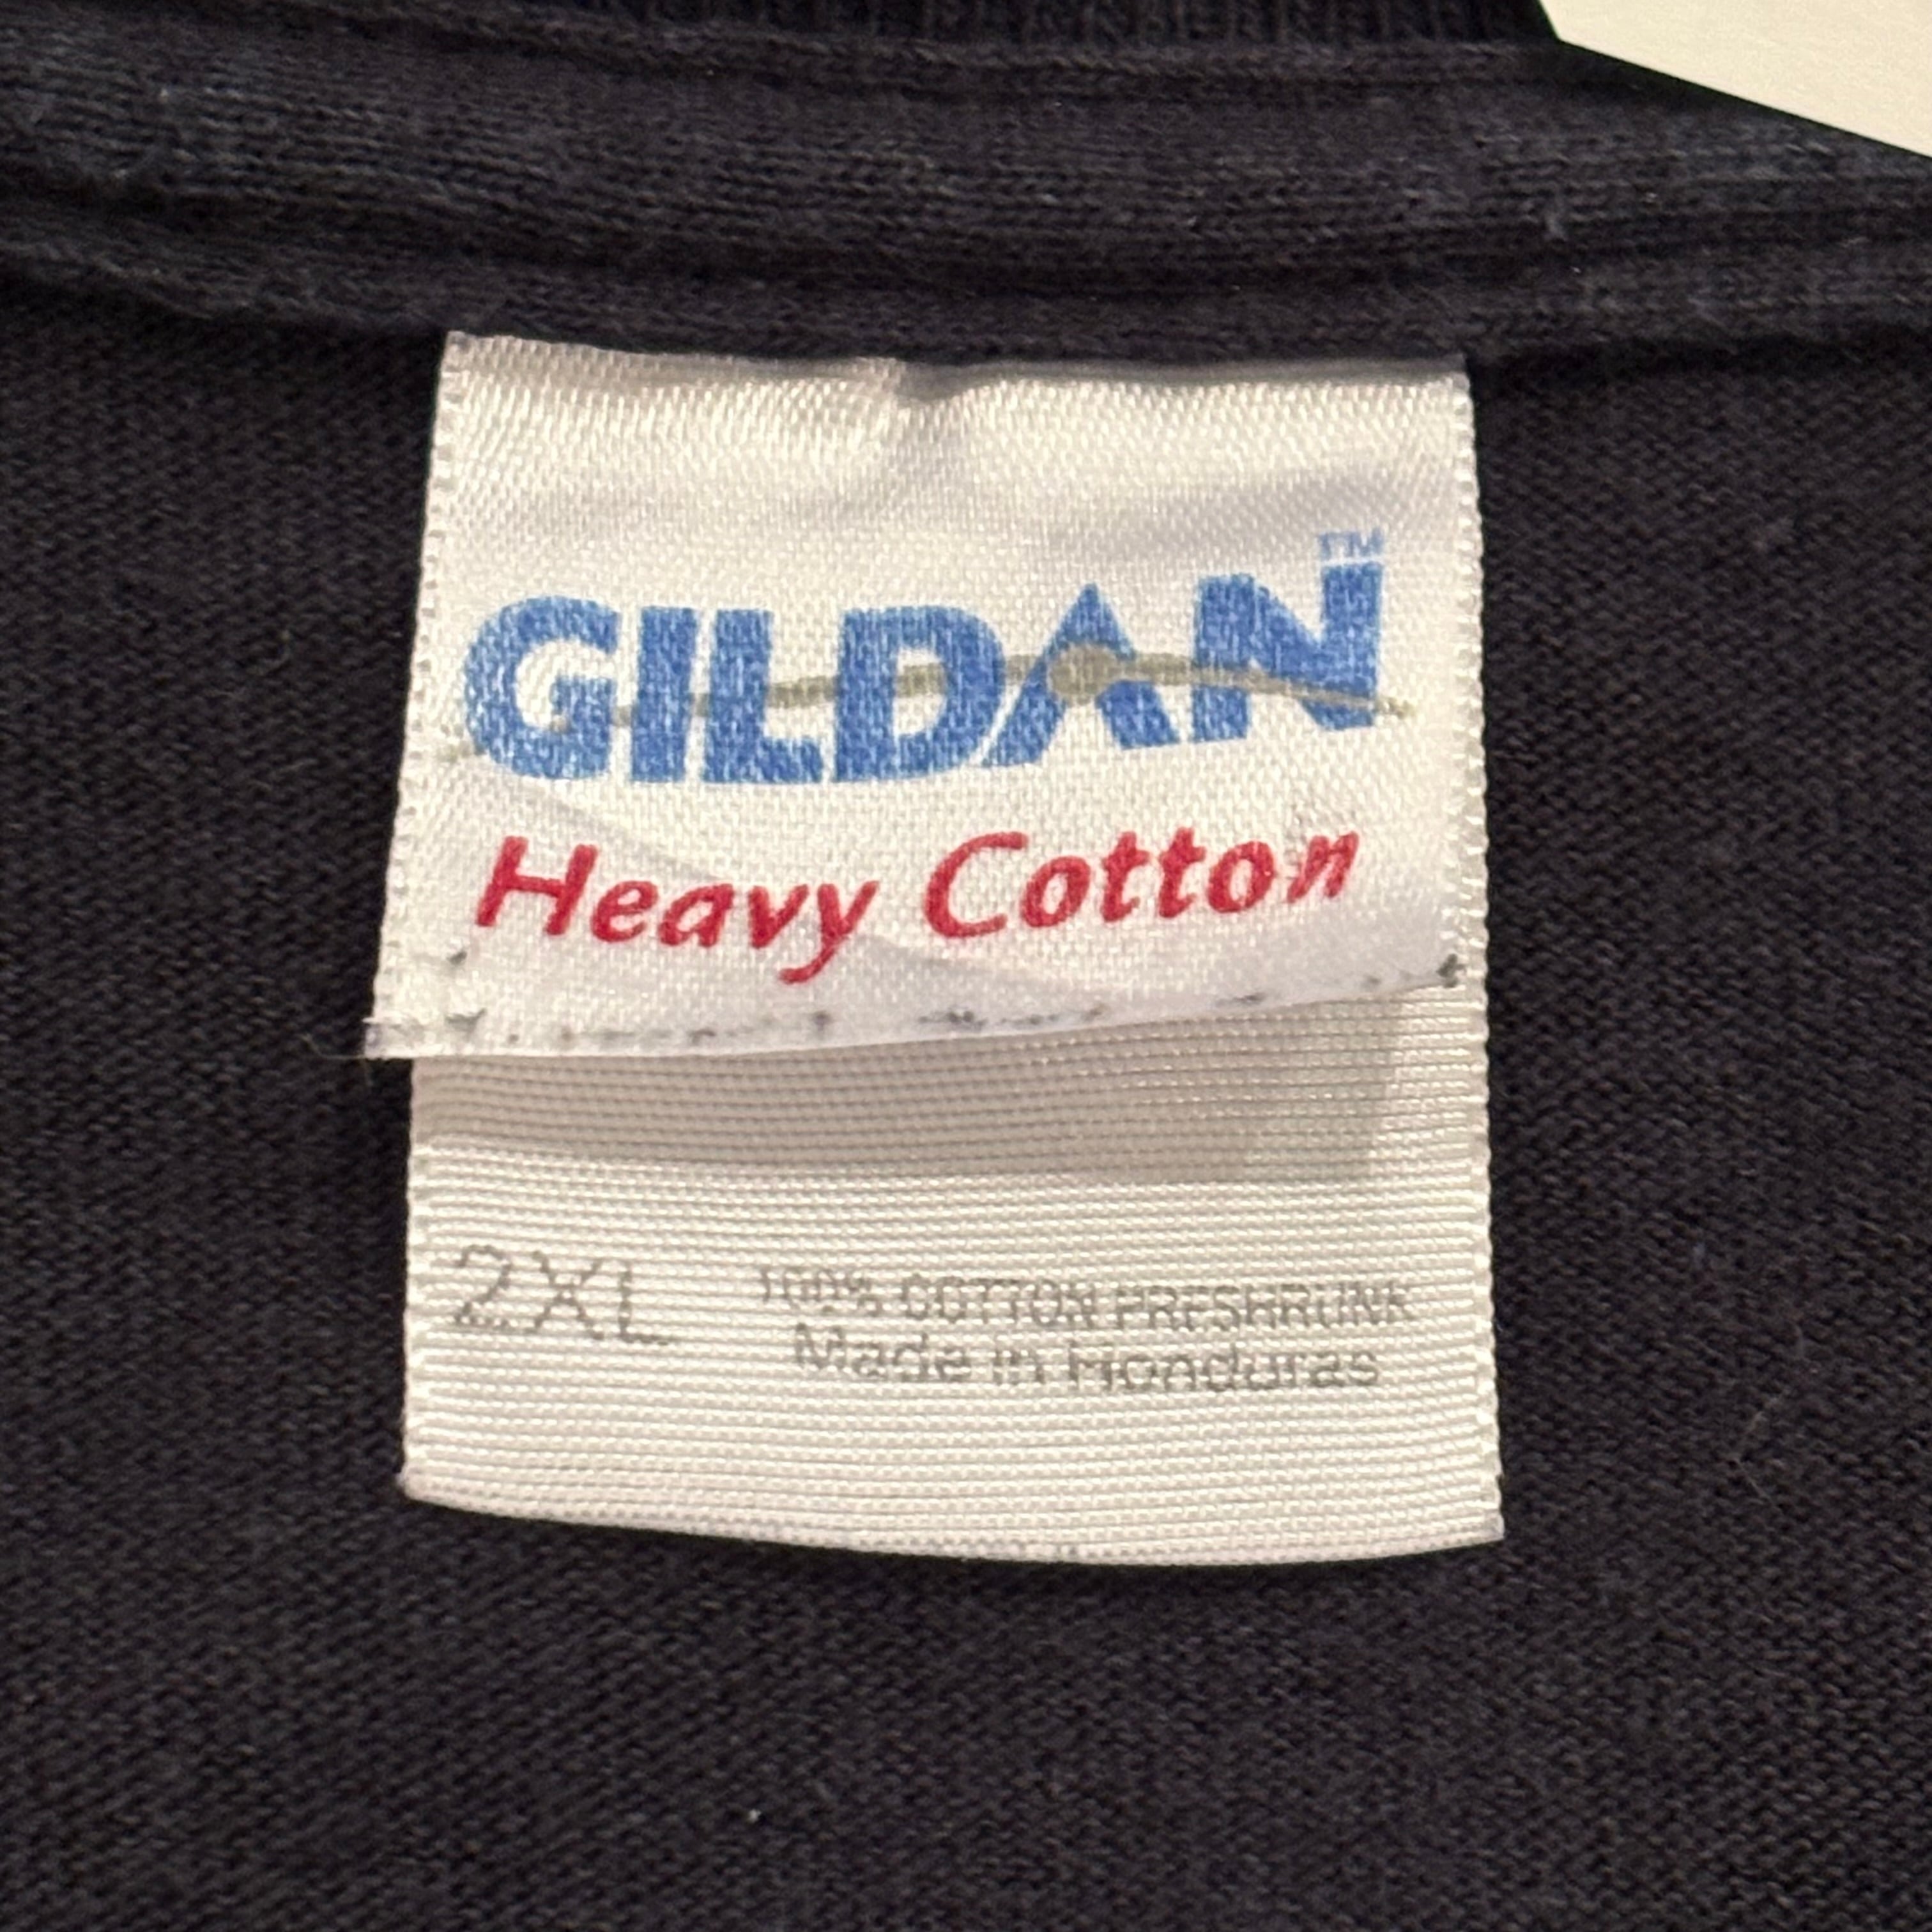 GILDAN™
Heavy Cotton
2XL 100% COTTON PRESHRUNK
Made in Honduras